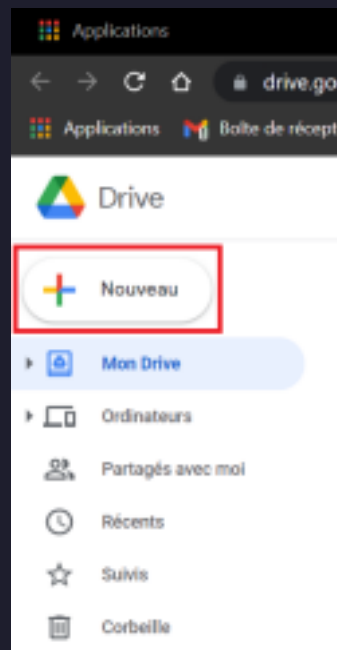 Applications
drive.go
Applications Boîte de récept
Drive
Nouveau
Mon Drive
Ordinateurs
Partagés avec moi
Récents
Suivis
Corbeille